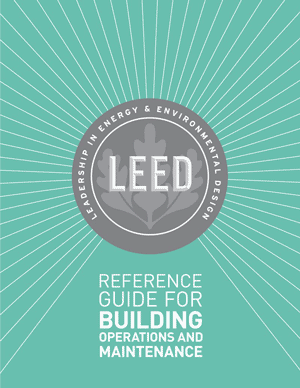 LEADERSHIP IN ENERGY & ENVIRONMENTAL DESIGN
LEED
REFERENCE
GUIDE FOR
BUILDING
OPERATIONS AND
MAINTENANCE